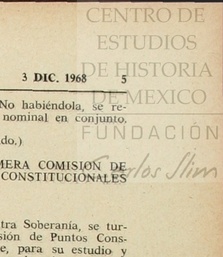 CENTRO DE
ESTUDIOS
DE HISTORIA
DE MEXICO
FUNDACIÓN
Carlos Slim
3 DIC. 1968 5
No habiéndola, se re-
nominal en conjunto.
do.)
MERA COMISION DE
CONSTITUCIONALES
tra Soberanía, se tur-
sión de Puntos Cons-
e, para su estudio y